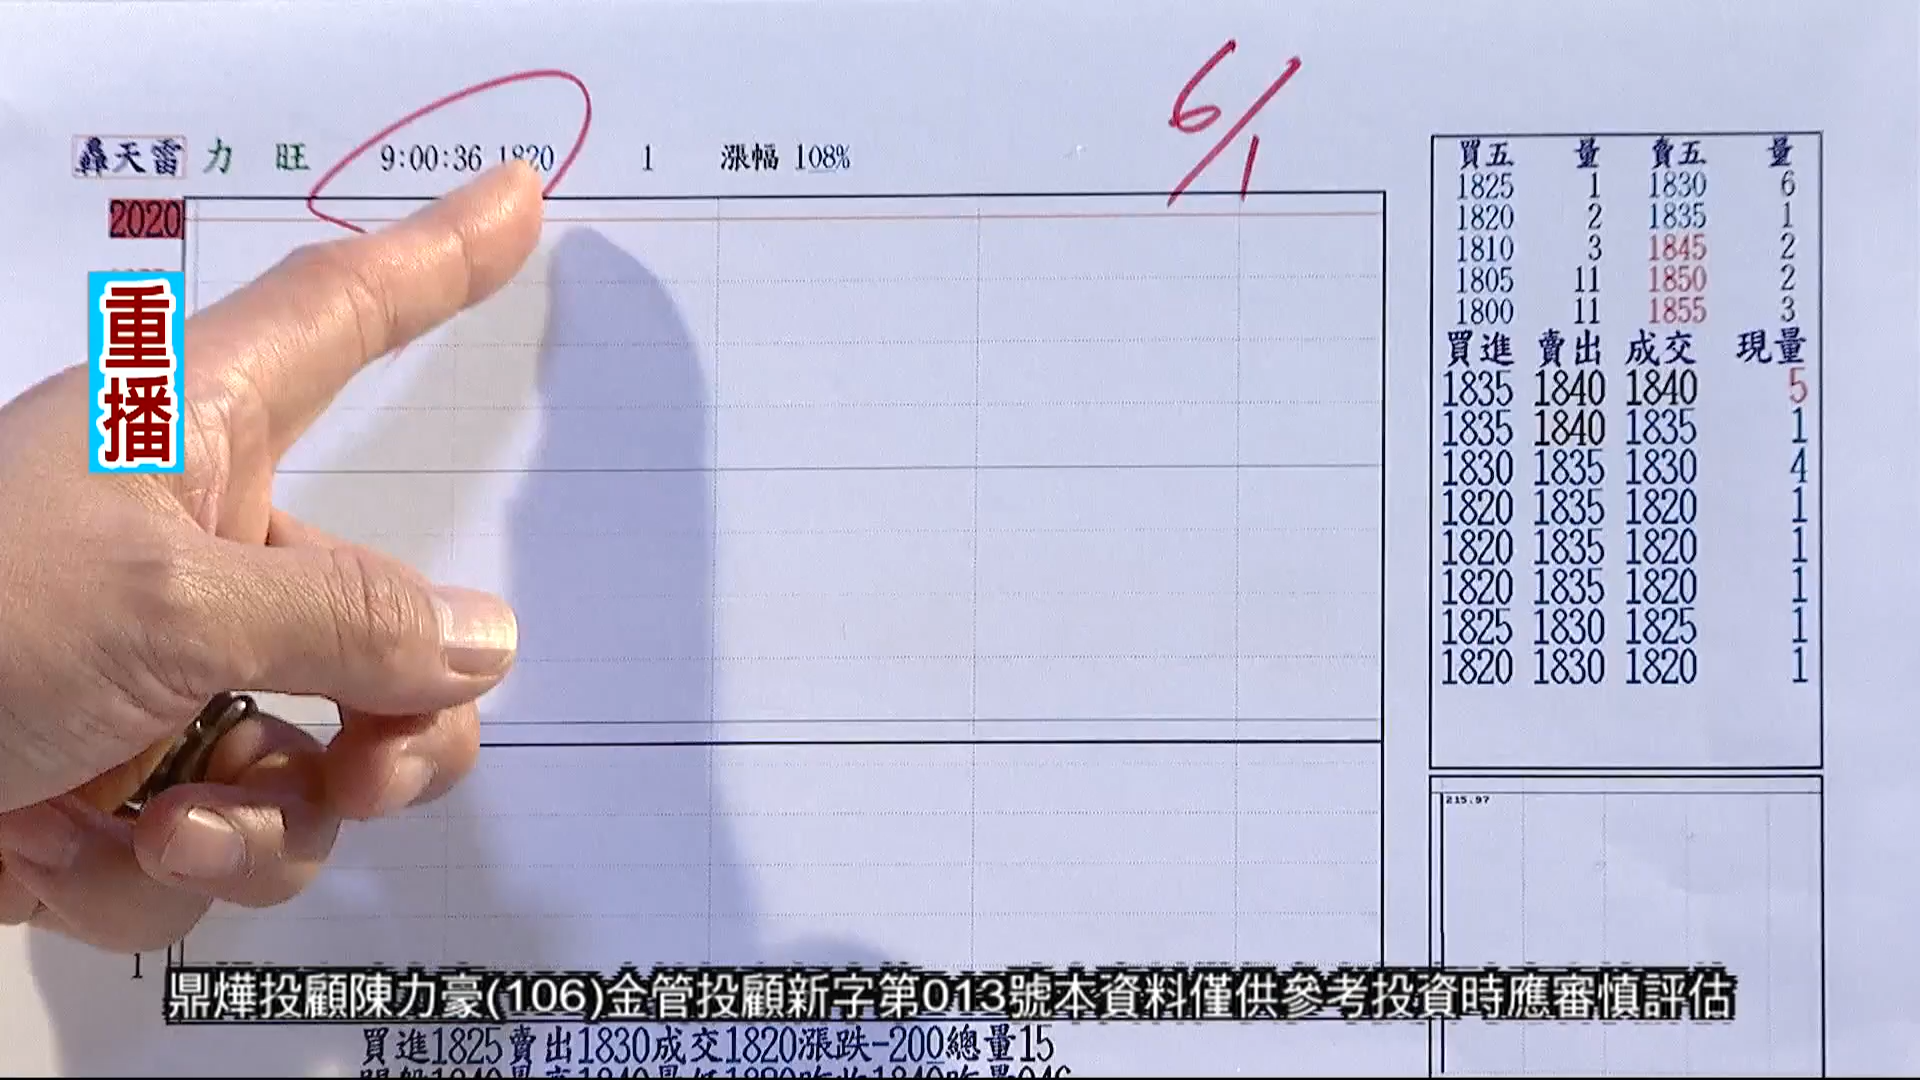 6/1
轟天雷 力 旺 9:00:36 1820 1 漲幅 108%
2020
重播
買五 量 賣五 量
1825 1 1830 6
1820 2 1835 1
1810 3 1845 2
1805 11 1850 2
1800 11 1855 3
買進 賣出 成交 現量
1835 1840 1840 5
1835 1840 1835 1
1830 1835 1830 4
1820 1835 1820 1
1820 1835 1820 1
1820 1835 1820 1
1825 1830 1825 1
1820 1830 1820 1
215.97
1
鼎燁投顧陳力豪(106)金管投顧新字第013號本資料僅供參考投資時應審慎評估
買進1825賣出1830成交1820漲跌-200總量15